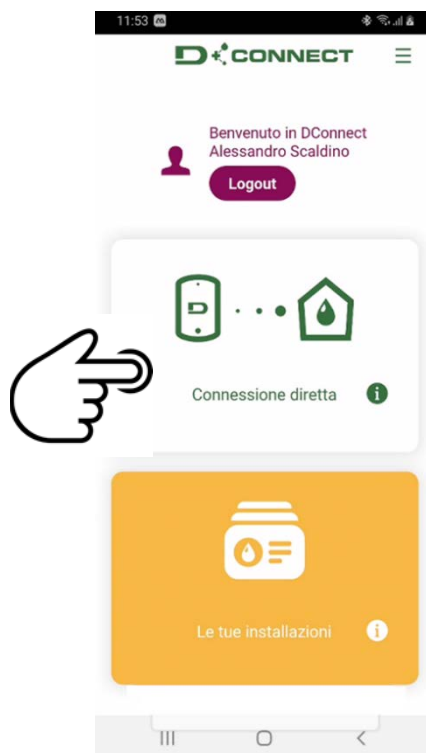 11:53
D+CONNECT
Benvenuto in DConnect
Alessandro Scaldino
Logout
D
Connessione diretta i
Le tue installazioni i